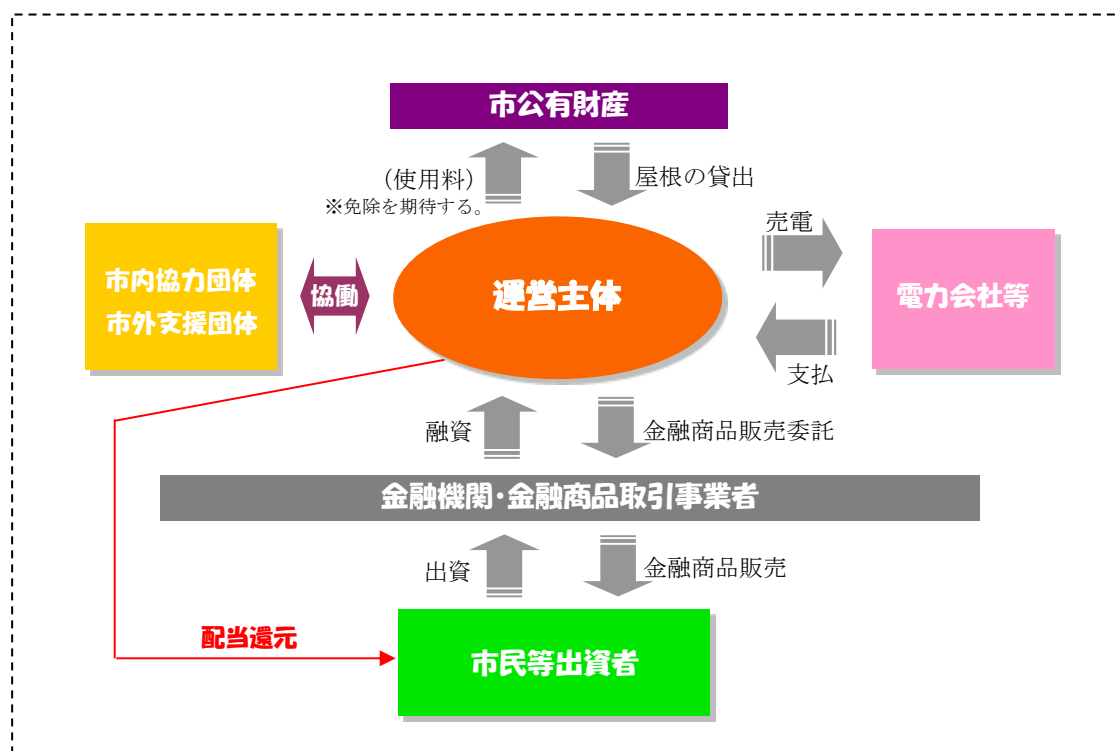 市公有財産
（使用料）
※免除を期待する。
屋根の貸出
売電
市内協力団体
市外支援団体
協働
運営主体
電力会社等
支払
融資
金融商品販売委託
金融機関・金融商品取引事業者
出資
金融商品販売
配当還元
市民等出資者